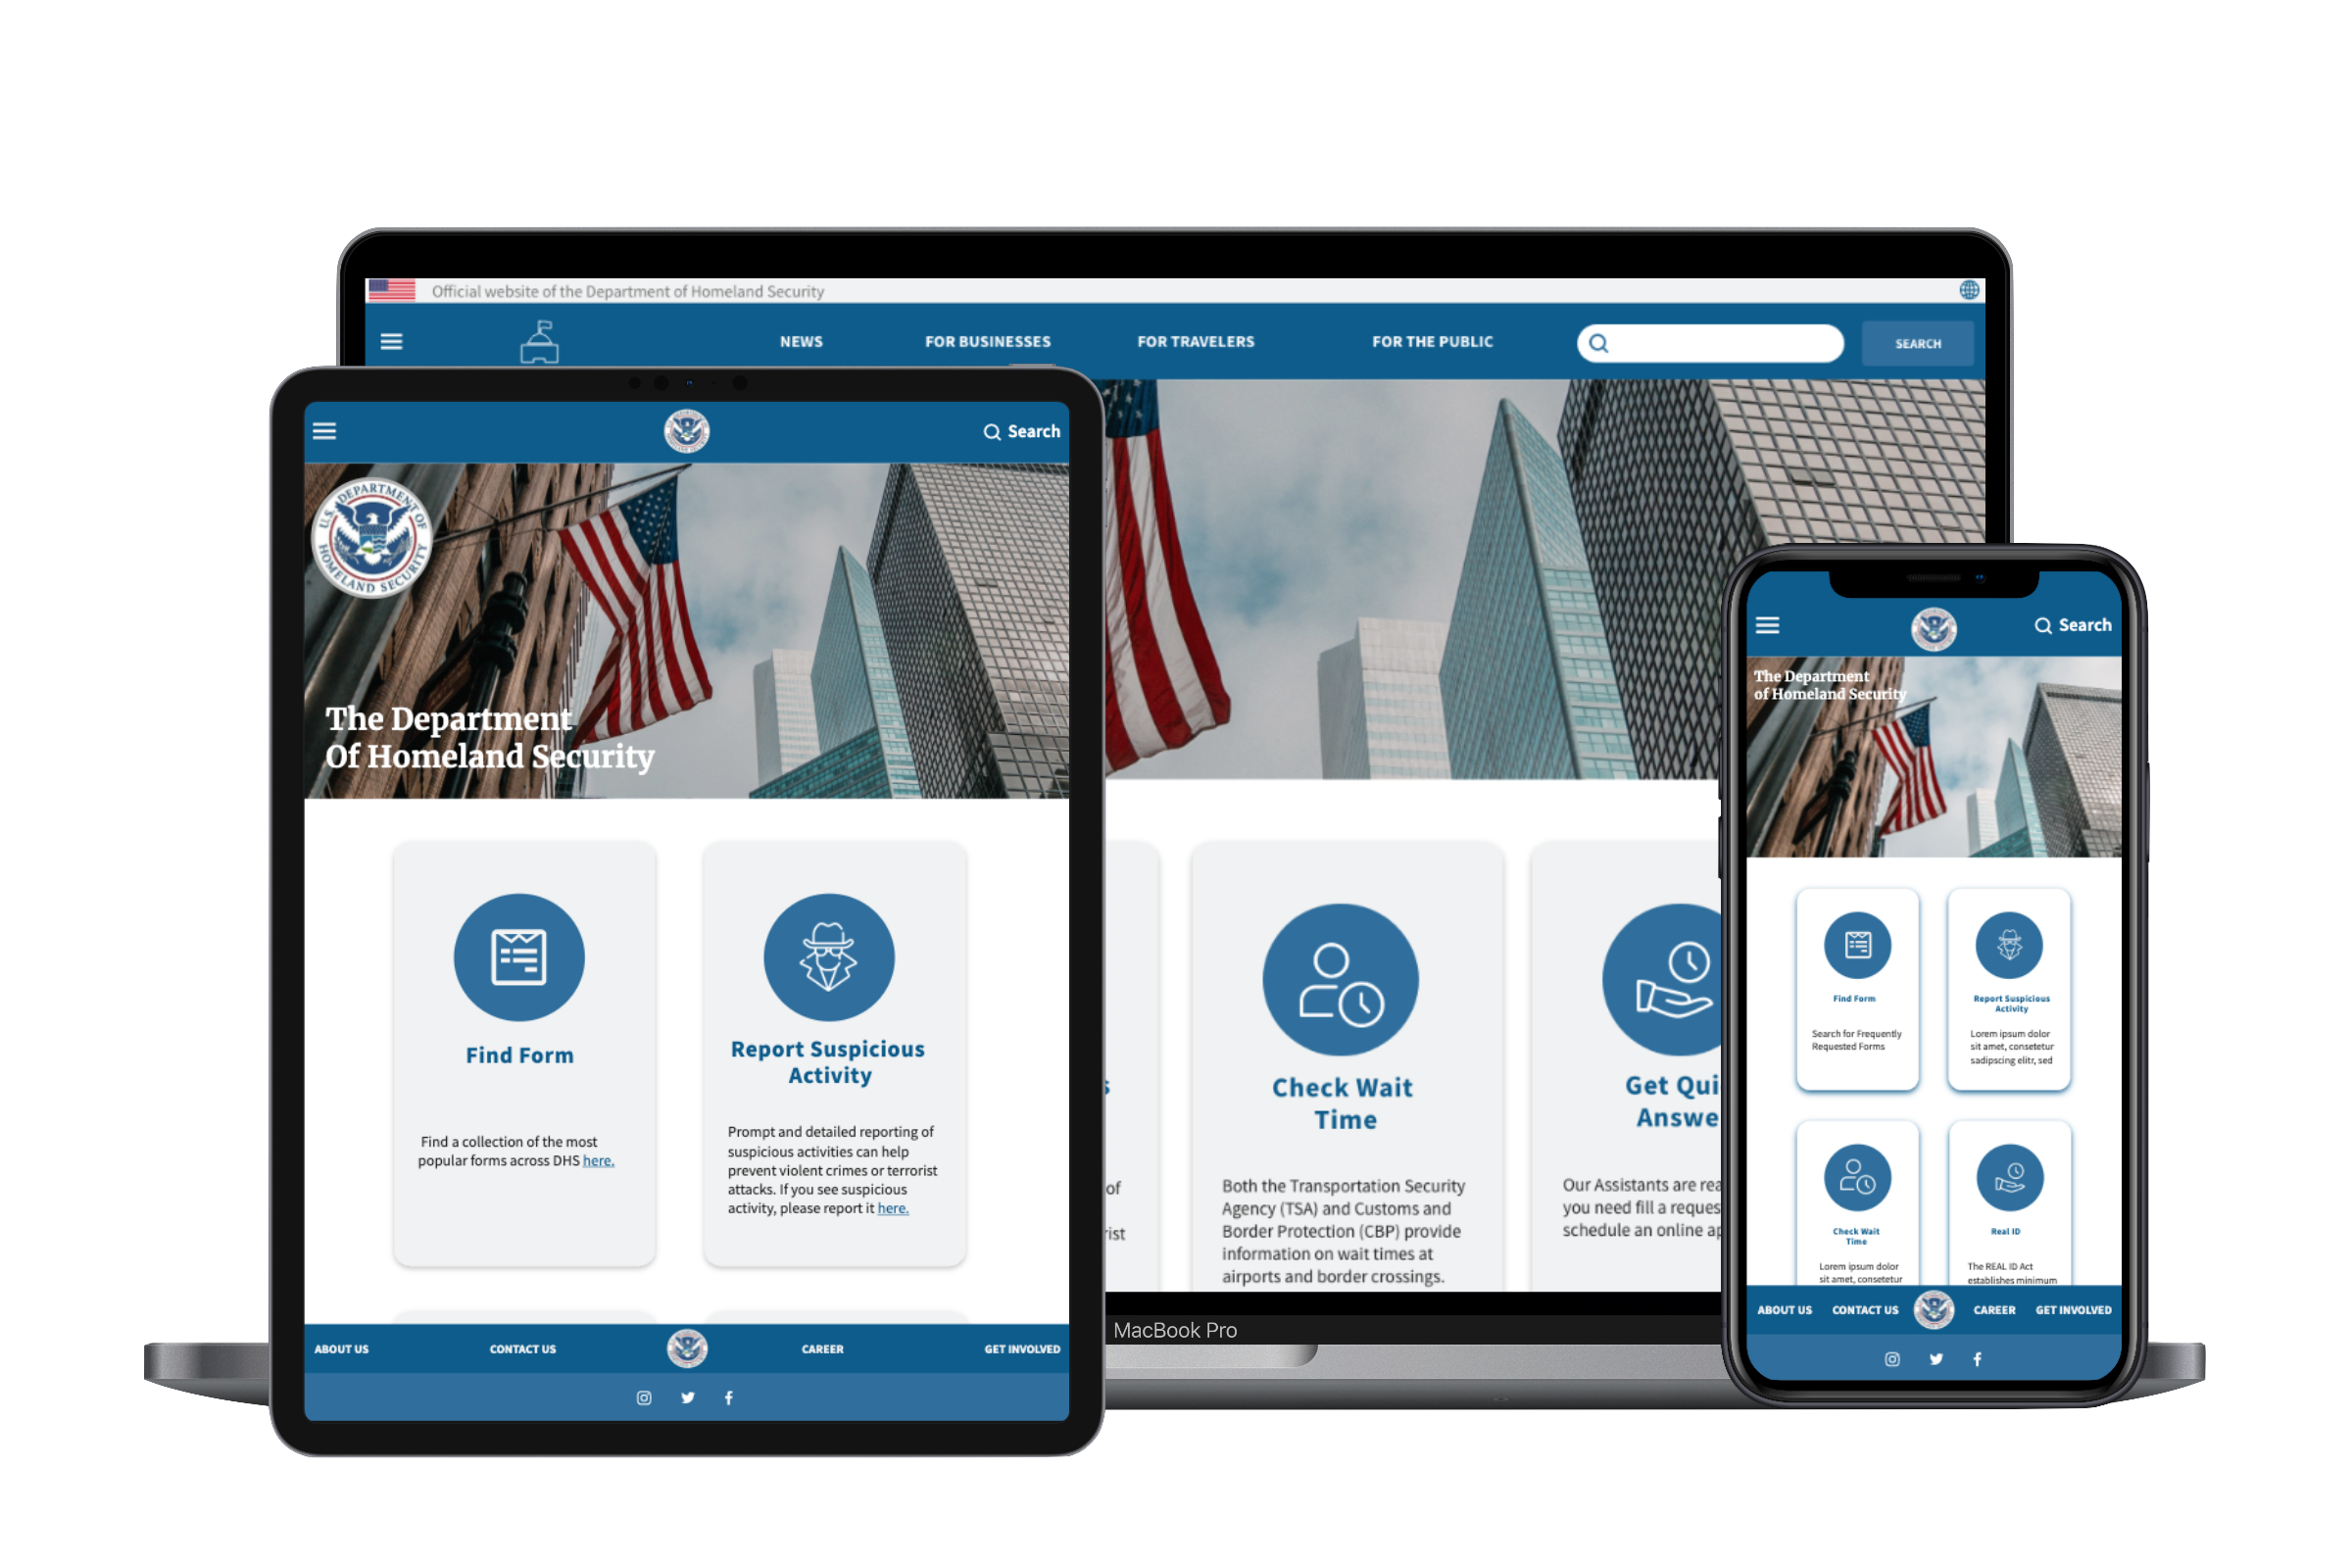 Official website of the Department of Homeland Security
NEWS
FOR BUSINESSES
FOR TRAVELERS
FOR THE PUBLIC
SEARCH
Search
U.S. DEPARTMENT OF HOMELAND SECURITY
The Department
Of Homeland Security
Find Form
Find a collection of the most
popular forms across DHS here.
Report Suspicious
Activity
Prompt and detailed reporting of
suspicious activities can help
prevent violent crimes or terrorist
attacks. If you see suspicious
activity, please report it here.
ABOUT US
CONTACT US
CAREER
GET INVOLVED
s
of
rist
Check Wait
Time
Both the Transportation Security
Agency (TSA) and Customs and
Border Protection (CBP) provide
information on wait times at
airports and border crossings.
Get Qui
Answe
Our Assistants are rea
you need fill a reques
schedule an online ap
MacBook Pro
Search
The Department
of Homeland Security
Find Form
Search for Frequently
Requested Forms
Report Suspicious
Activity
Lorem ipsum dolor
sit amet, consetetur
sadipscing elitr, sed
Check Wait
Time
Lorem ipsum dolor
sit amet, consetetur
Real ID
The REAL ID Act
establishes minimum
ABOUT US
CONTACT US
CAREER
GET INVOLVED